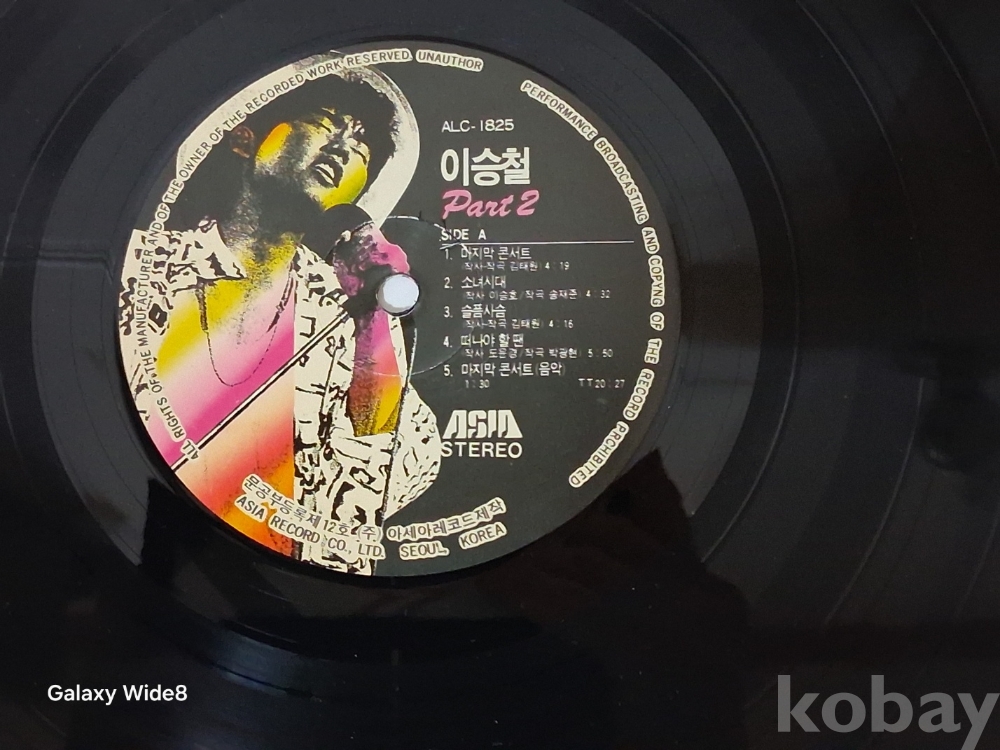 ALL RIGHTS OF THE MANUFACTURER AND OF THE OWNER OF THE RECORDED WORK RESERVED. UNAUTHOR
PERFORMANCE BROADCASTING AND COPYNG OF THE RECORD PROHIBITED
ALC-1825
이승철
Part 2
SIDE A
1. 마지막 콘서트
작사·작곡 김태원) 4:19
2. 소녀시대
(작사 이승호/작곡 송재준) 4:32
3. 슬픔사슴
작사·작곡 김태원) 4:16
4. 떠나야 할 땐
(작사 도윤경/작곡 박광현) 5:50
5. 마지막 콘서트(음악)
1:30 TT20:27
ASIA
STEREO
문공부등록제12호 (주) 아세아레코드제작
ASIA RECORD CO., LTD. SEOUL KOREA
Galaxy Wide8
kobay